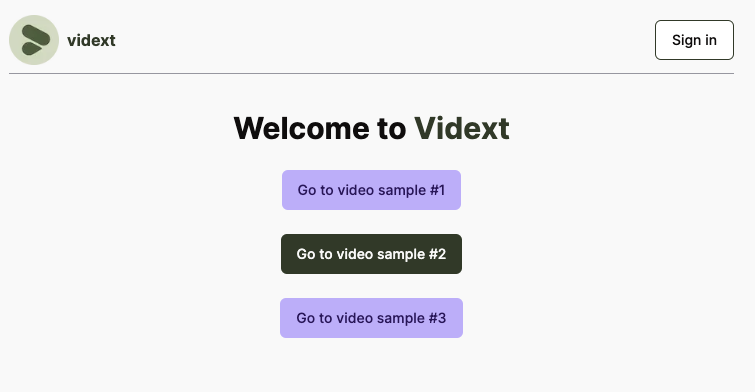 vidext
Sign in
Welcome to Vidext
Go to video sample #1
Go to video sample #2
Go to video sample #3